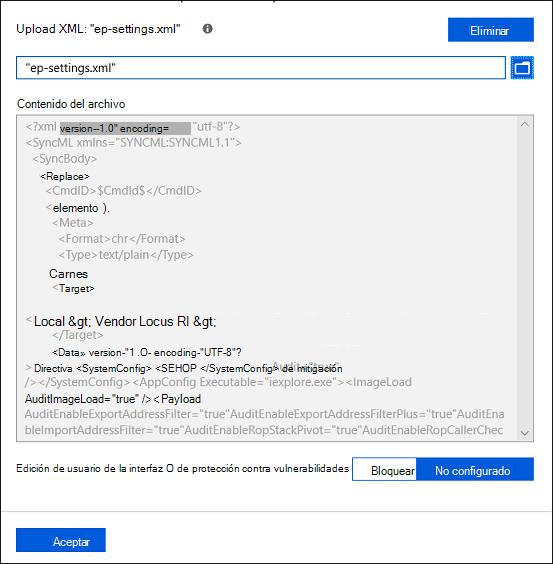 Upload XML: "ep-settings.xml"
Eliminar
"ep-settings.xml"
Contenido del archivo
<?xml version--1.0" encoding= "utf-8"?>
<SyncML xmlns="SYNCML:SYNCML1.1">
<SyncBody>
<Replace>
<CmdID>$CmdId$</CmdID>
<elemento ).
<Meta>
<Format>chr</Format>
<Type>text/plain</Type>
Carnes
<Target>
<Local &gt; Vendor Locus RI &gt;
</Target>
<Data» version-"1 .O- encoding-"UTF-8"?
> Directiva <SystemConfig> <SEHOP </SystemConfig> de mitigación
/></SystemConfig><AppConfig Executable="iexplore.exe"><ImageLoad
AuditImageLoad="true" /><Payload
AuditEnableExportAddressFilter="true"AuditEnableExportAddressFilterPlus="true"AuditEna
bleImportAddressFilter="true"AuditEnableRopStackPivot="true"AuditEnableRopCallerChec
Edición de usuario de la interfaz O de protección contra vulnerabilidades
Bloquear
No configurado
Aceptar